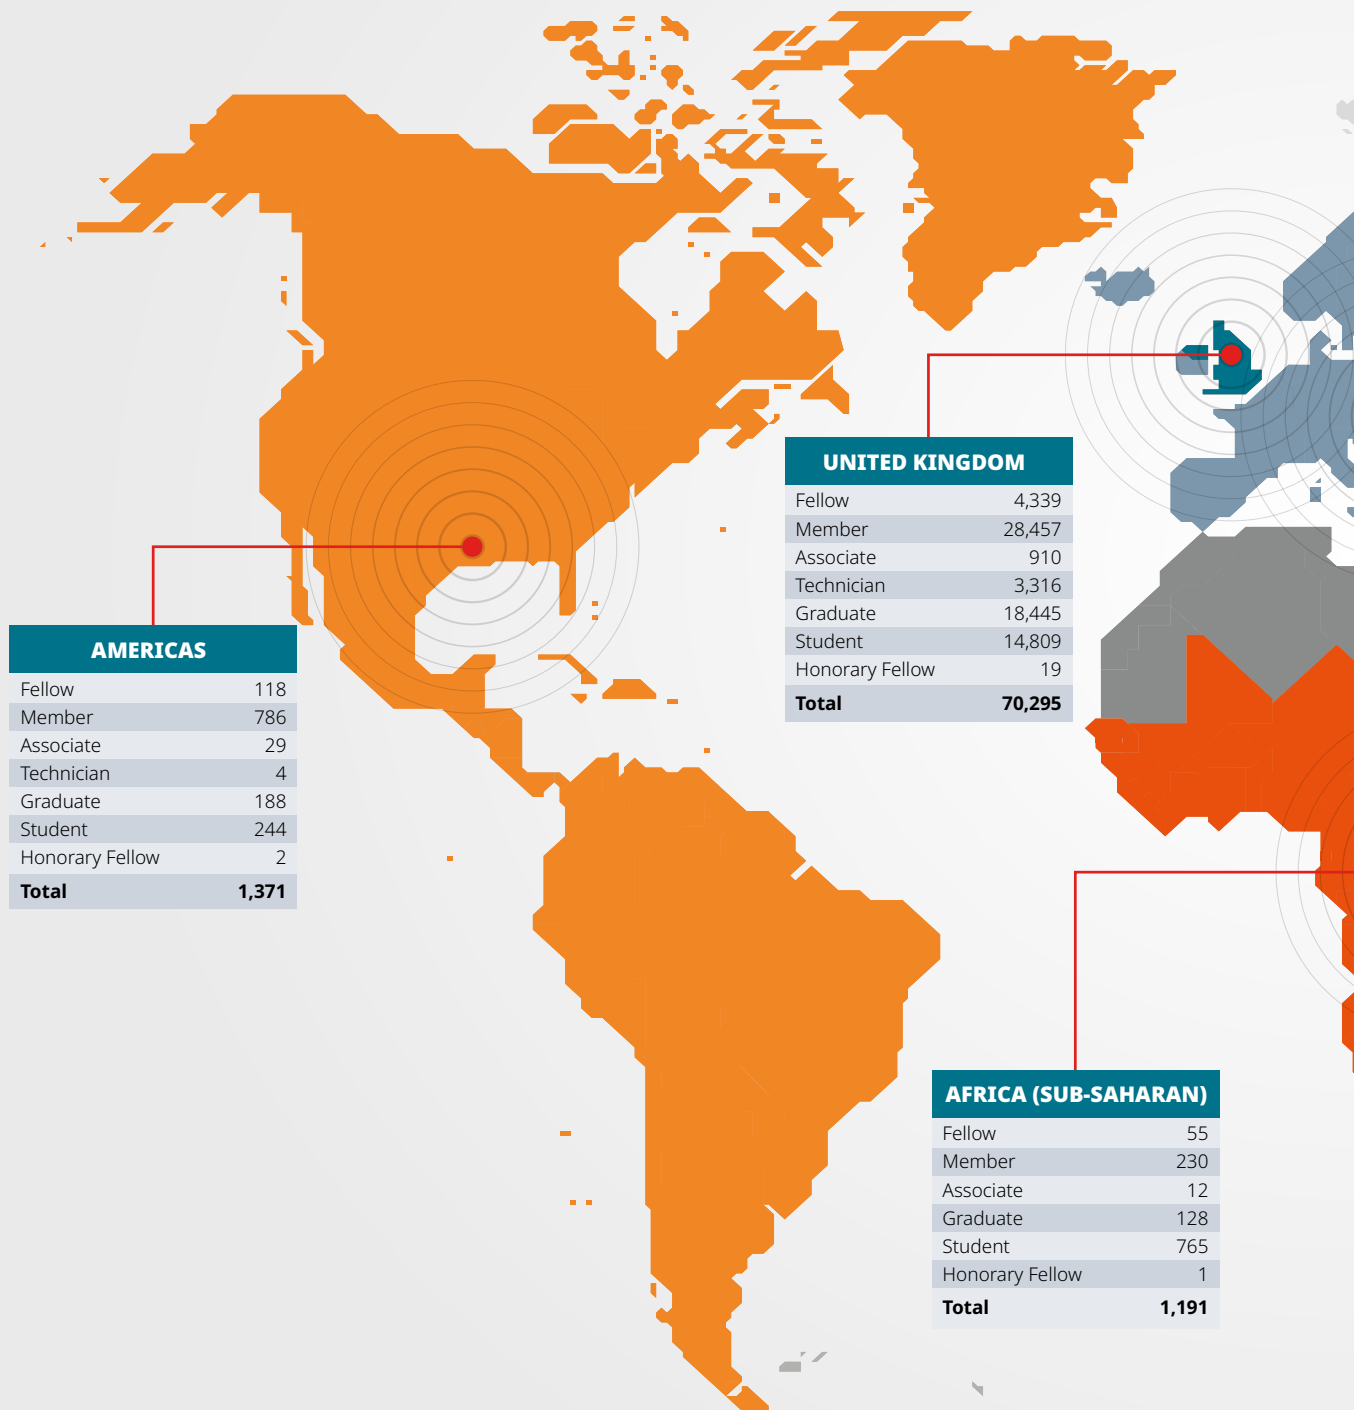 UNITED KINGDOM
Fellow 4,339
Member 28,457
Associate 910
Technician 3,316
Graduate 18,445
Student 14,809
Honorary Fellow 19
Total 70,295
AMERICAS
Fellow 118
Member 786
Associate 29
Technician 4
Graduate 188
Student 244
Honorary Fellow 2
Total 1,371
AFRICA (SUB-SAHARAN)
Fellow 55
Member 230
Associate 12
Graduate 128
Student 765
Honorary Fellow 1
Total 1,191